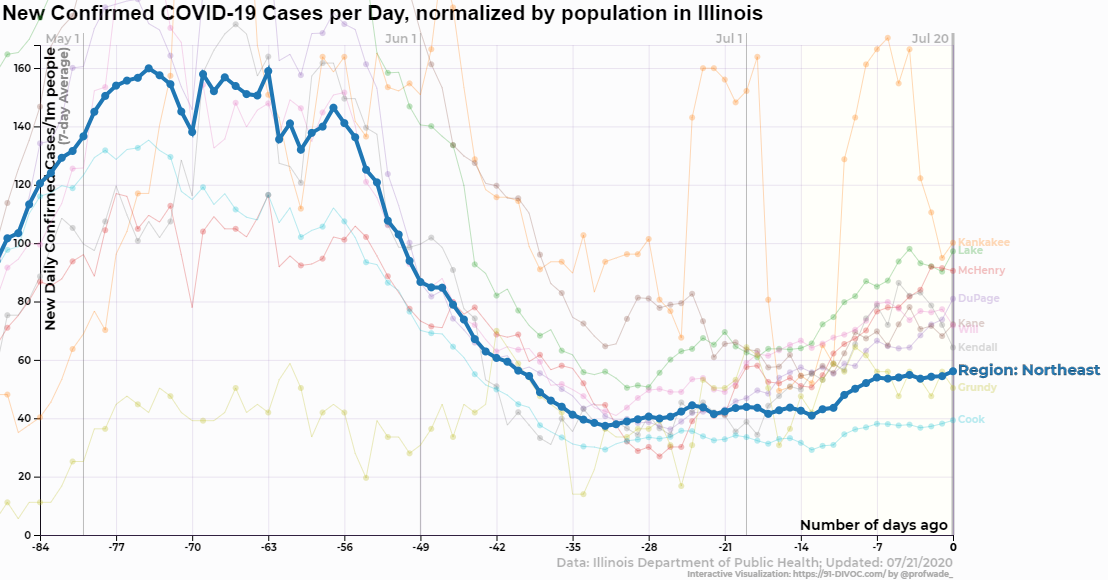 New Confirmed COVID-19 Cases per Day, normalized by population in Illinois
May 1
Jun 1
Jul 1
Jul 20
New Daily Confirmed Cases/1m people
(7-day Average)
160
140
120
100
80
60
40
20
0
Kankakee
Lake
McHenry
DuPage
Kane
Will
Kendall
Region: Northeast
Grundy
Cook
Number of days ago
-84
-77
-70
-63
-56
-49
-42
-35
-28
-21
-14
-7
0
Data: Illinois Department of Public Health; Updated: 07/21/2020
Interactive Visualization: https://91-DIVOC.com/ by @profwade_